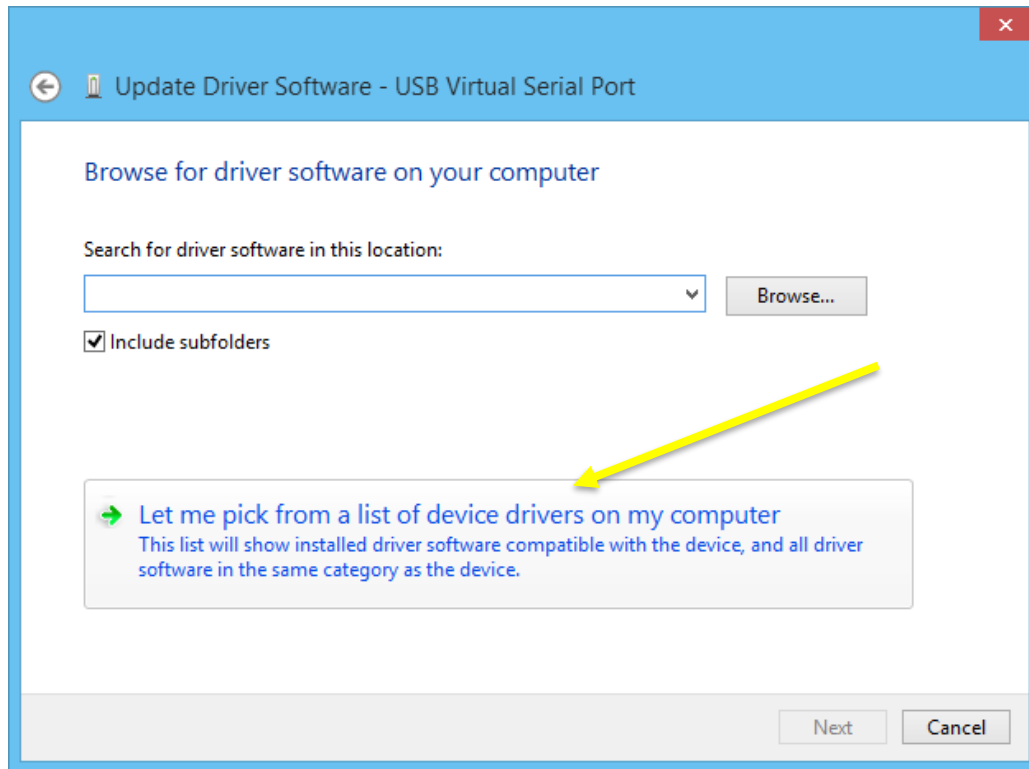 Update Driver Software - USB Virtual Serial Port
Browse for driver software on your computer
Search for driver software in this location:
Browse...
Include subfolders
Let me pick from a list of device drivers on my computer
This list will show installed driver software compatible with the device, and all driver
software in the same category as the device.
Next
Cancel